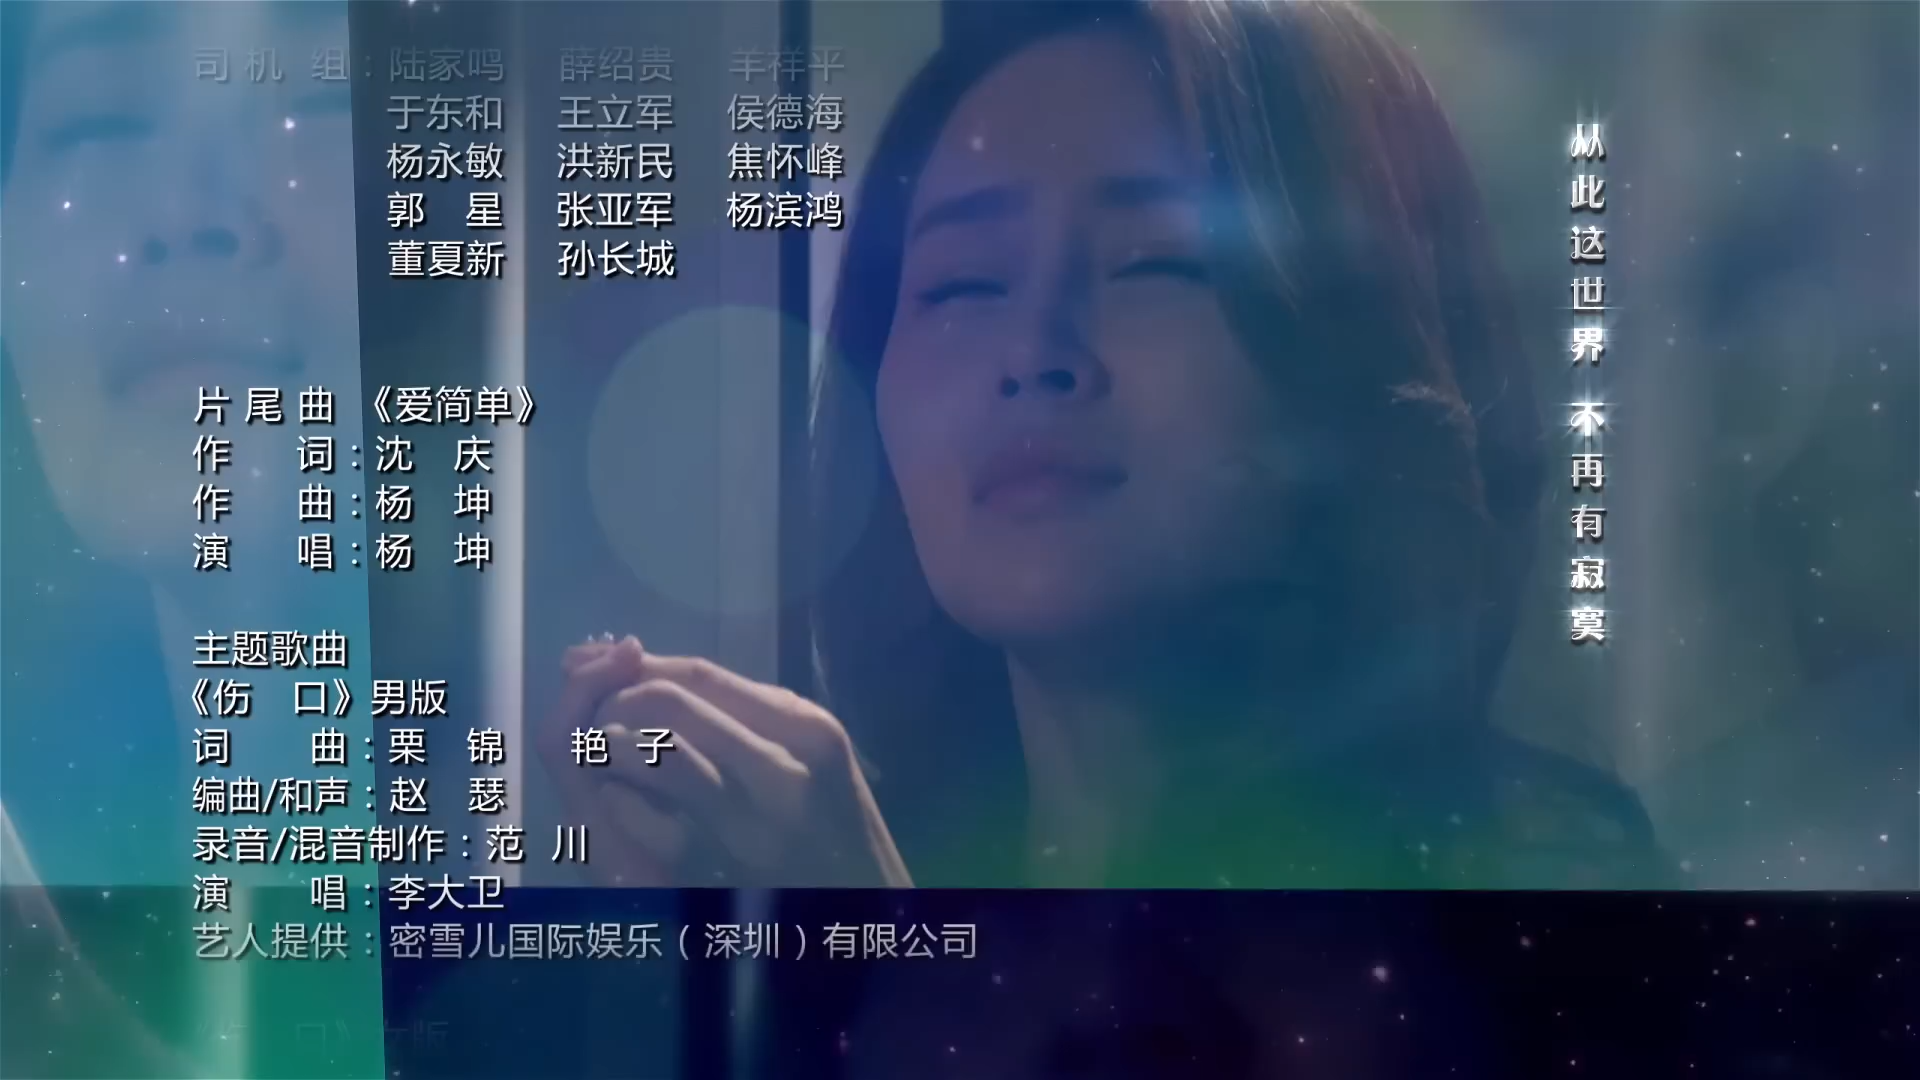 司机组：陆家鸣 薛绍贵 羊祥平
于东和 王立军 侯德海
杨永敏 洪新民 焦怀峰
郭星 张亚军 杨滨鸿
董夏新 孙长城
片尾曲《爱简单》
作词：沈庆
作曲：杨坤
演唱：杨坤
主题歌曲
《伤口》男版
词曲：栗锦 艳子
编曲/和声：赵瑟
录音/混音制作：范川
演唱：李大卫
艺人提供：密雪儿国际娱乐（深圳）有限公司
《伤口》女版
从此这世界 不再有寂寞